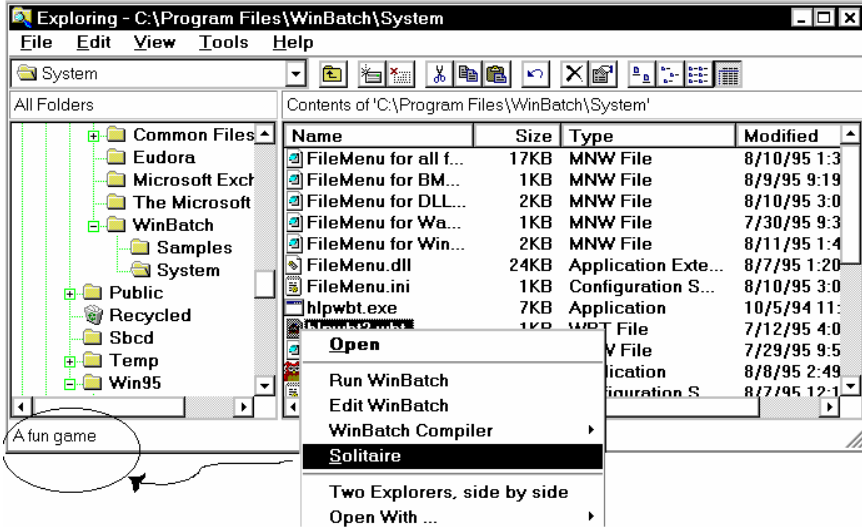 Exploring - C:\Program Files\WinBatch\System
File Edit View Tools Help
System
All Folders
Contents of 'C:\Program Files\WinBatch\System'
Common Files
Eudora
Microsoft Exch
The Microsoft
WinBatch
Samples
System
Public
Recycled
Sbcd
Temp
Win95
Name Size Type Modified
FileMenu for all f... 17KB MNW File 8/10/95 1:3
FileMenu for BM... 1KB MNW File 8/9/95 9:19
FileMenu for DLL... 2KB MNW File 8/10/95 3:0
FileMenu for Wa... 1KB MNW File 7/30/95 9:3
FileMenu for Win... 2KB MNW File 8/11/95 1:4
FileMenu.dll 24KB Application Exte... 8/7/95 1:20
FileMenu.ini 1KB Configuration S... 8/10/95 3:0
hlpwbt.exe 7KB Application 10/5/94 11:
1KB WBT File 7/12/95 4:0
V File 7/29/95 9:5
lication 8/8/95 2:49
iguration S 8/7/95 12:1
Open
Run WinBatch
Edit WinBatch
WinBatch Compiler
Solitaire
Two Explorers, side by side
Open With ...
A fun game